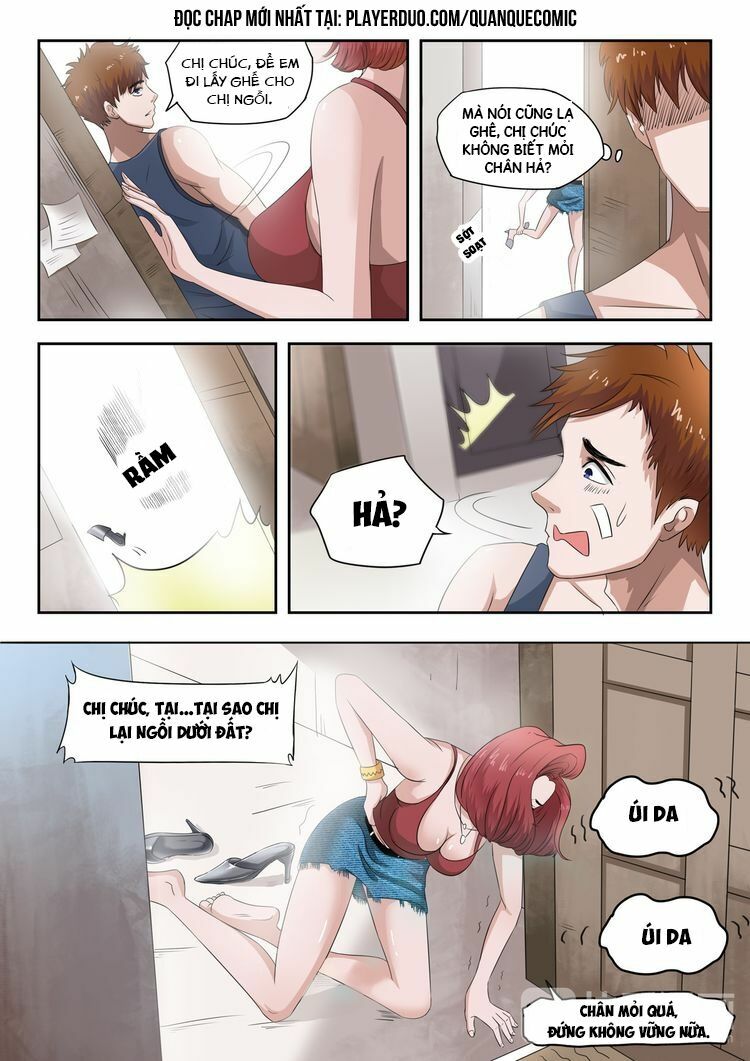 ĐỌC CHAP MỚI NHẤT TẠI: PLAYERDUO.COM/QUANQUECOMIC
CHỊ CHÚC, ĐỂ EM
ĐI LẤY GHẾ CHO
CHỊ NGỒI.
MÀ NÓI CŨNG LẠ
GHÊ, CHỊ CHÚC
KHÔNG BIẾT MỎI
CHÂN HẢ?
SỘT
SOẠT
RẦM
HẢ?
CHỊ CHÚC, TẠI...TẠI SAO CHỊ
LẠI NGỒI DƯỚI ĐẤT?
ÚI DA
ÚI DA
CHÂN MỎI QUÁ,
ĐỨNG KHÔNG VỮNG NỮA.